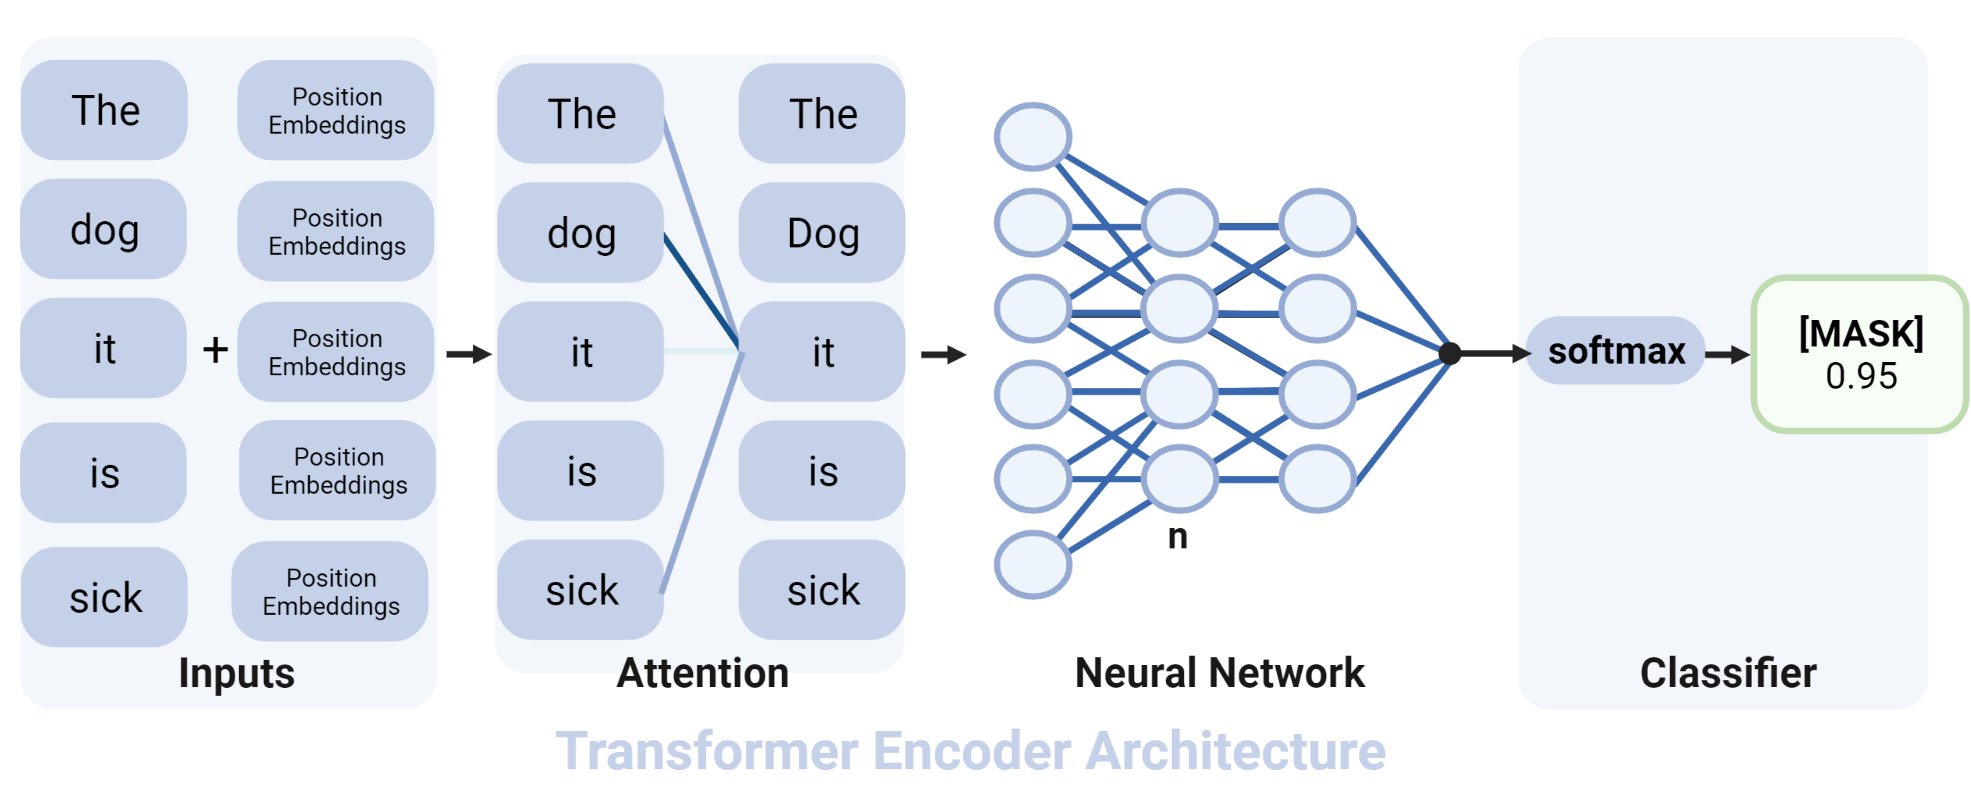 The
Position
Embeddings
dog
Position
Embeddings
it
+
Position
Embeddings
is
Position
Embeddings
sick
Position
Embeddings
Inputs
The
The
dog
Dog
it
it
is
is
sick
sick
Attention
n
Neural Network
softmax
[MASK]
0.95
Classifier
Transformer Encoder Architecture